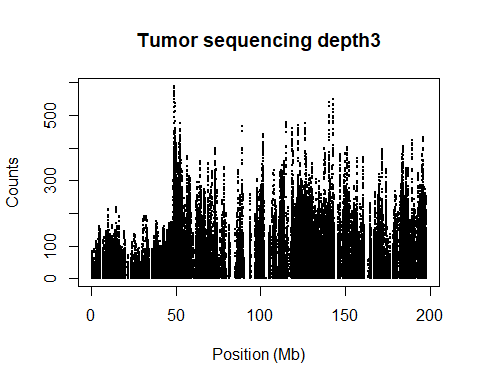 Tumor sequencing depth3
Counts
500
300
100
0
0 50 100 150 200
Position (Mb)